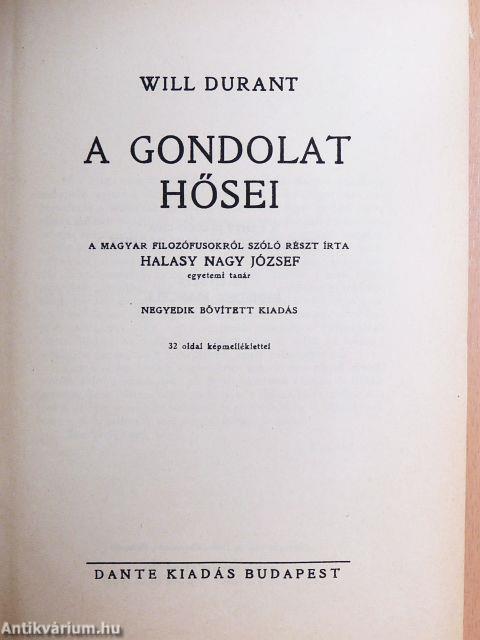 WILL DURANT
A GONDOLAT
HŐSEI
A MAGYAR FILOZÓFUSOKRÓL SZÓLÓ RÉSZT ÍRTA
HALASY NAGY JÓZSEF
egyetemi tanár
NEGYEDIK BŐVÍTETT KIADÁS
32 oldal képmelléklettel
DANTE KIADÁS BUDAPEST
Antikvárium.hu